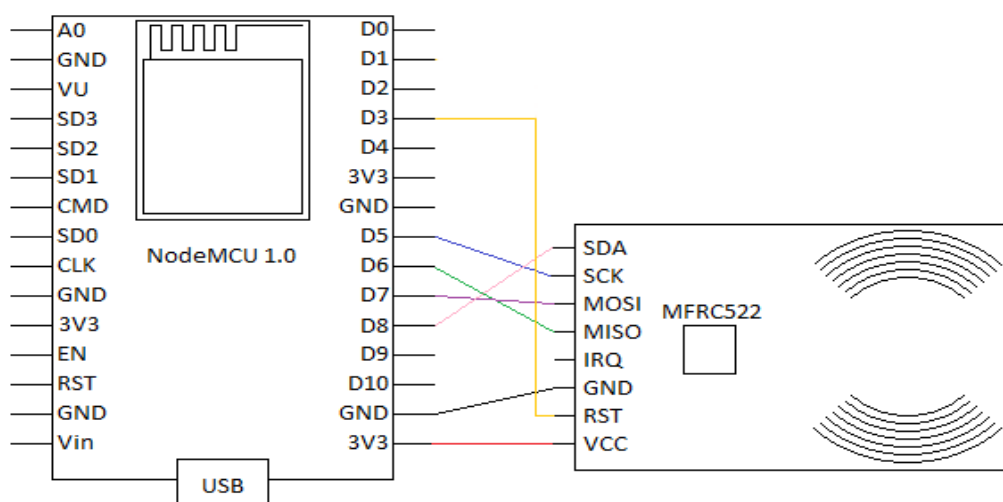 A0 D0
GND D1
VU D2
SD3 D3
SD2 D4
SD1 3V3
CMD GND
SD0 D5
CLK D6
GND D7
3V3 D8
EN D9
RST D10
GND GND
Vin 3V3
NodeMCU 1.0
USB
SDA
SCK
MOSI
MISO
IRQ
GND
RST
VCC
MFRC522